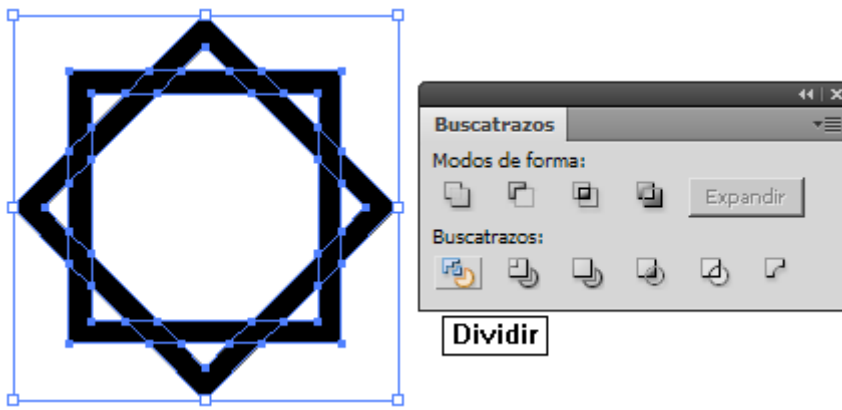 Buscatrazos
Modos de forma:
Expandir
Buscatrazos:
Dividir